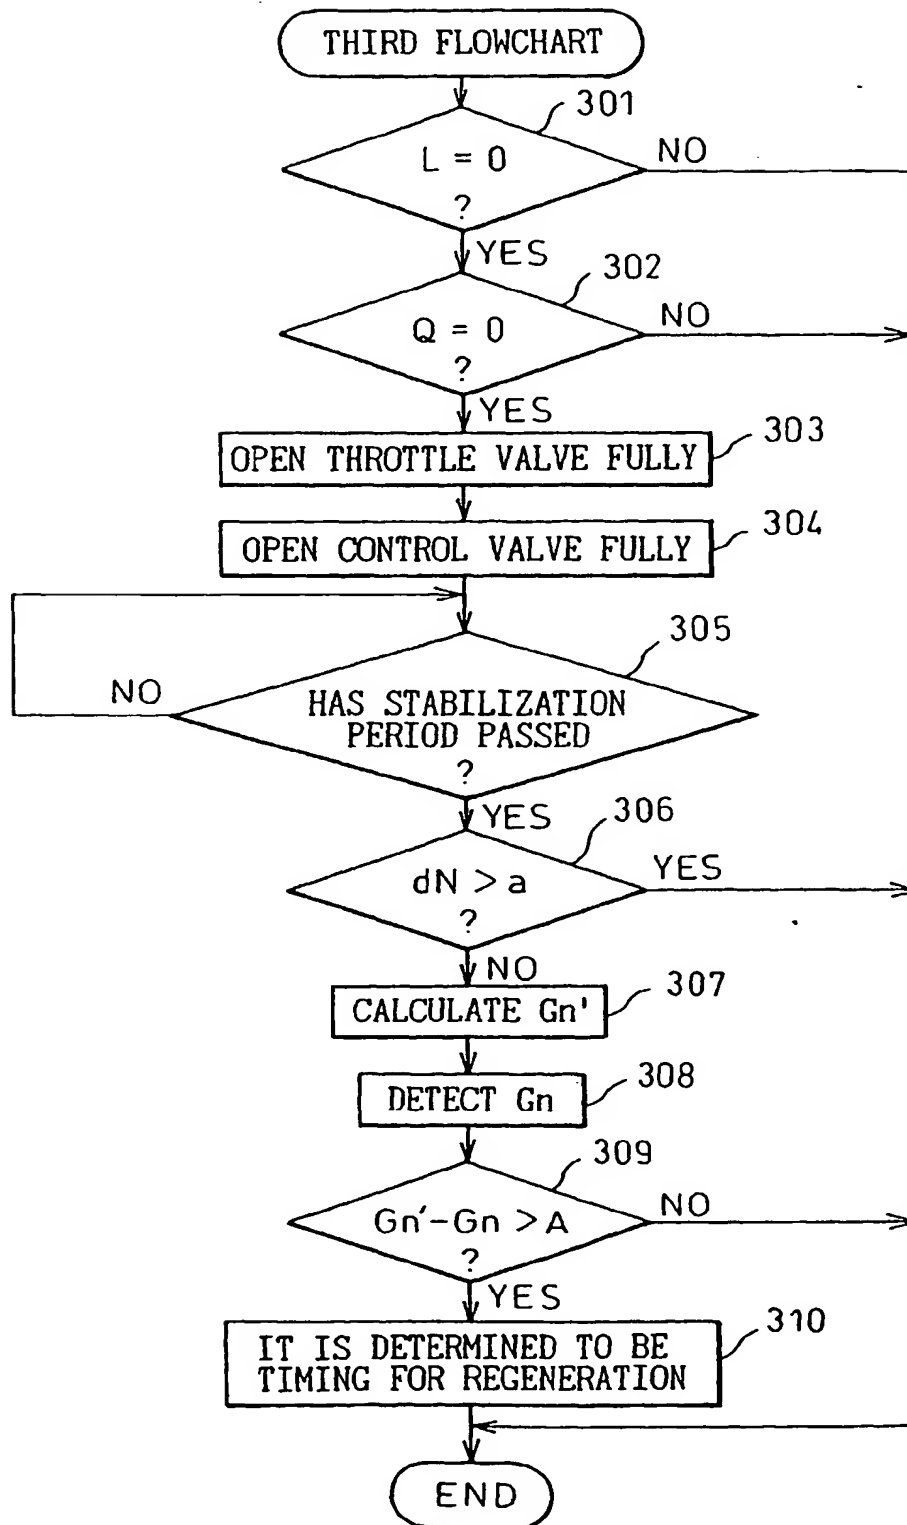 THIRD FLOWCHART
301
L = 0
?
NO
YES
302
Q = 0
?
NO
YES
303
OPEN THROTTLE VALVE FULLY
304
OPEN CONTROL VALVE FULLY
305
NO
HAS STABILIZATION
PERIOD PASSED
?
YES
306
dN > a
?
YES
NO
307
CALCULATE Gn'
308
DETECT Gn
309
Gn'-Gn > A
?
NO
YES
310
IT IS DETERMINED TO BE
TIMING FOR REGENERATION
END